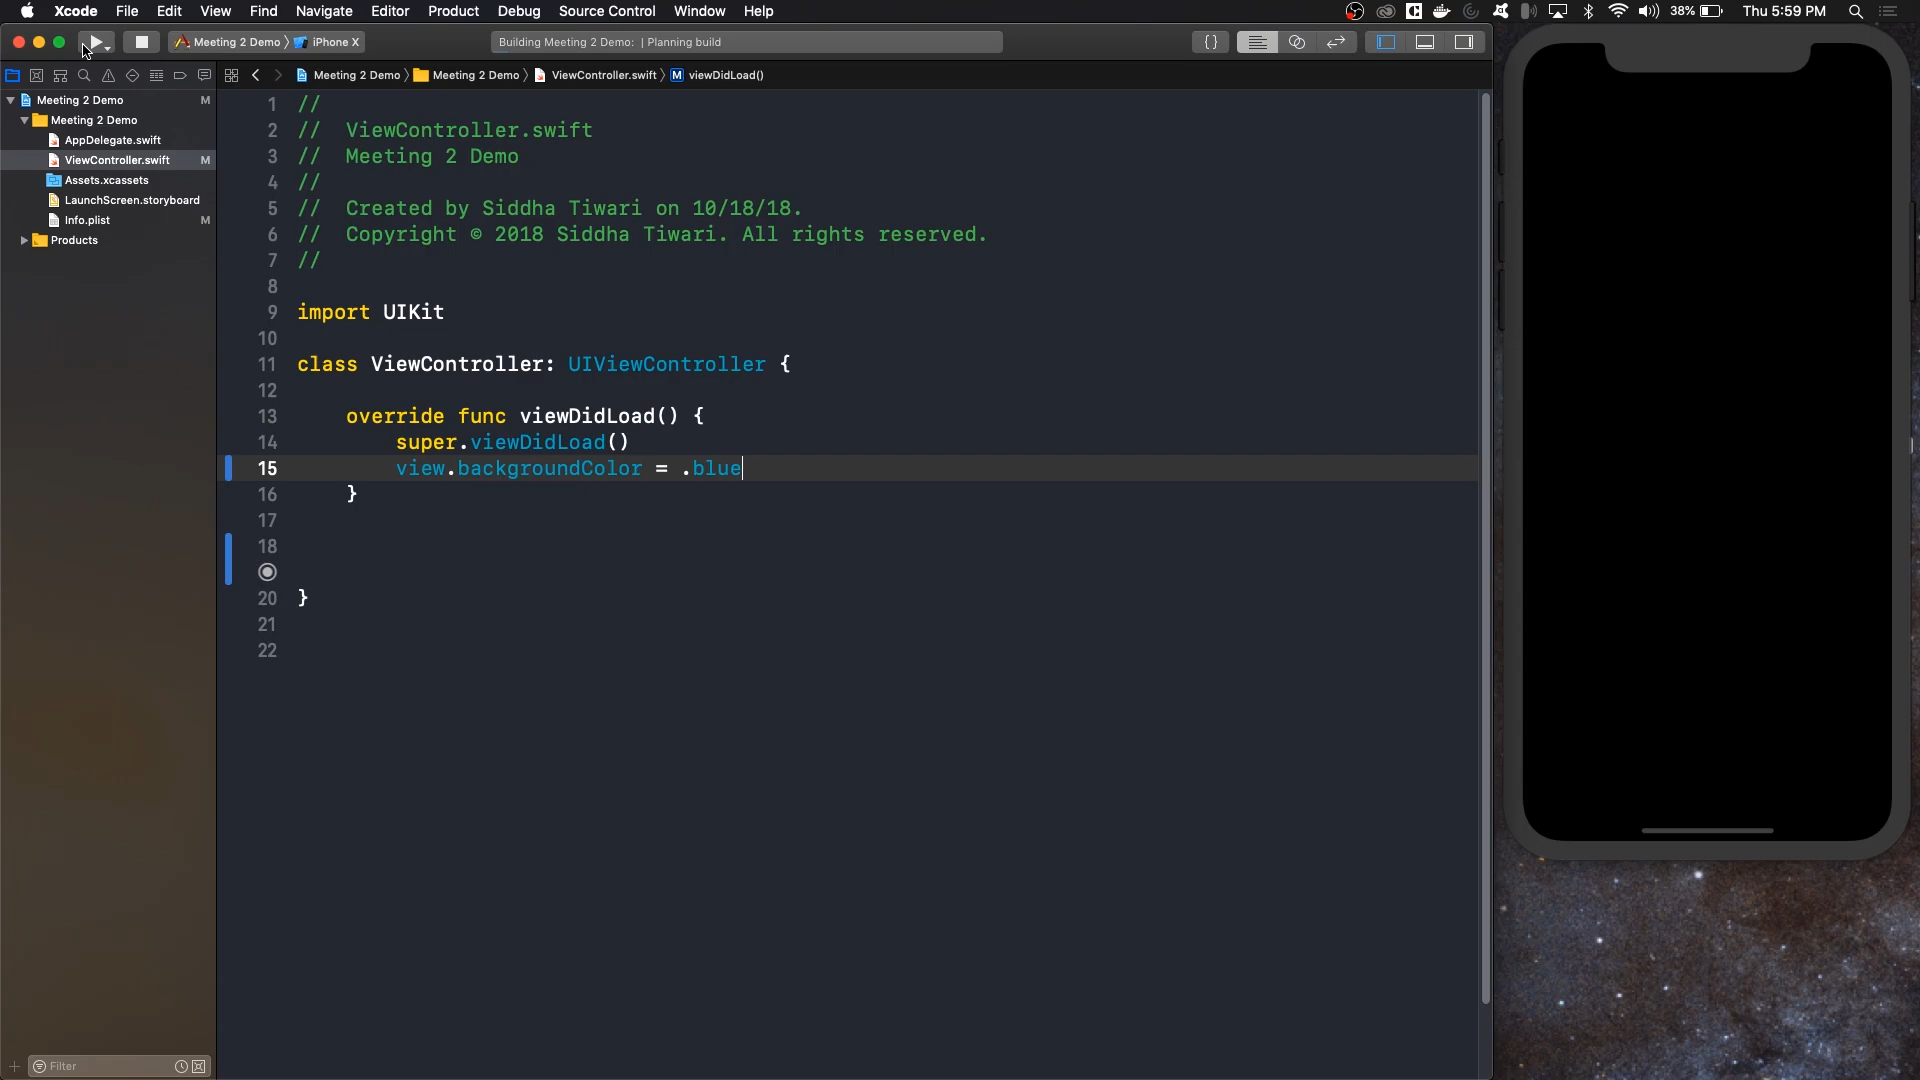 Xcode File Edit View Find Navigate Editor Product Debug Source Control Window Help 38% Thu 5:59 PM
Meeting 2 Demo iPhone X Building Meeting 2 Demo: | Planning build {}
Meeting 2 Demo Meeting 2 Demo ViewController.swift M viewDidLoad()
Meeting 2 Demo M
Meeting 2 Demo
AppDelegate.swift
ViewController.swift M
Assets.xcassets
LaunchScreen.storyboard
Info.plist M
Products
1 //
2 // ViewController.swift
3 // Meeting 2 Demo
4 //
5 // Created by Siddha Tiwari on 10/18/18.
6 // Copyright © 2018 Siddha Tiwari. All rights reserved.
7 //
8
9 import UIKit
10
11 class ViewController: UIViewController {
12
13 override func viewDidLoad() {
14 super.viewDidLoad()
15 view.backgroundColor = .blue
16 }
17
18
20 }
21
22
Filter